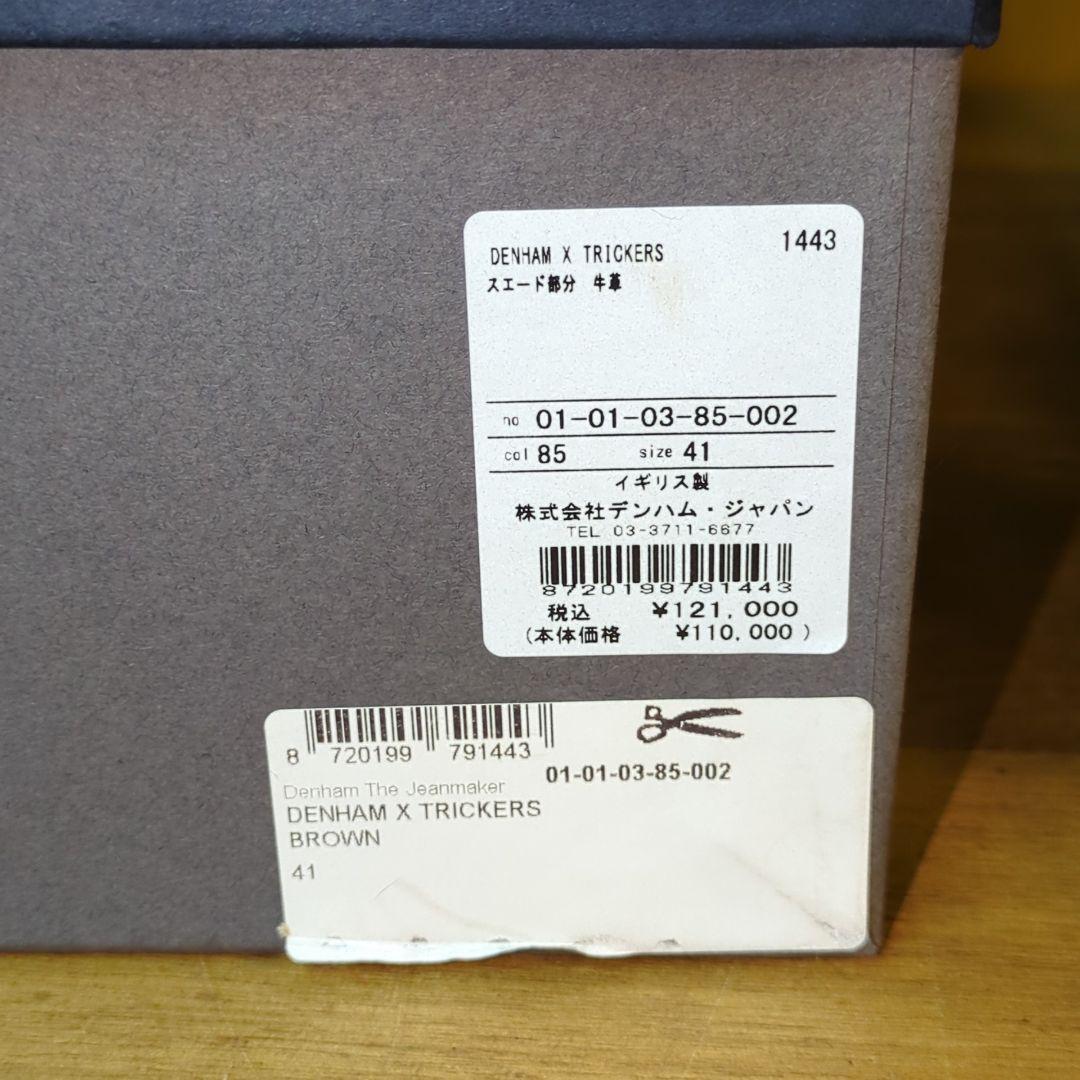 DENHAM X TRICKERS 1443
スエード部分 牛革
no 01-01-03-85-002
col 85 size 41
イギリス製
株式会社デンハム・ジャパン
TEL 03-3711-6677
8720199791443
税込 ¥121,000
(本体価格 ¥110,000 )
8 720199 791443
01-01-03-85-002
Denham The Jeanmaker
DENHAM X TRICKERS
BROWN
41